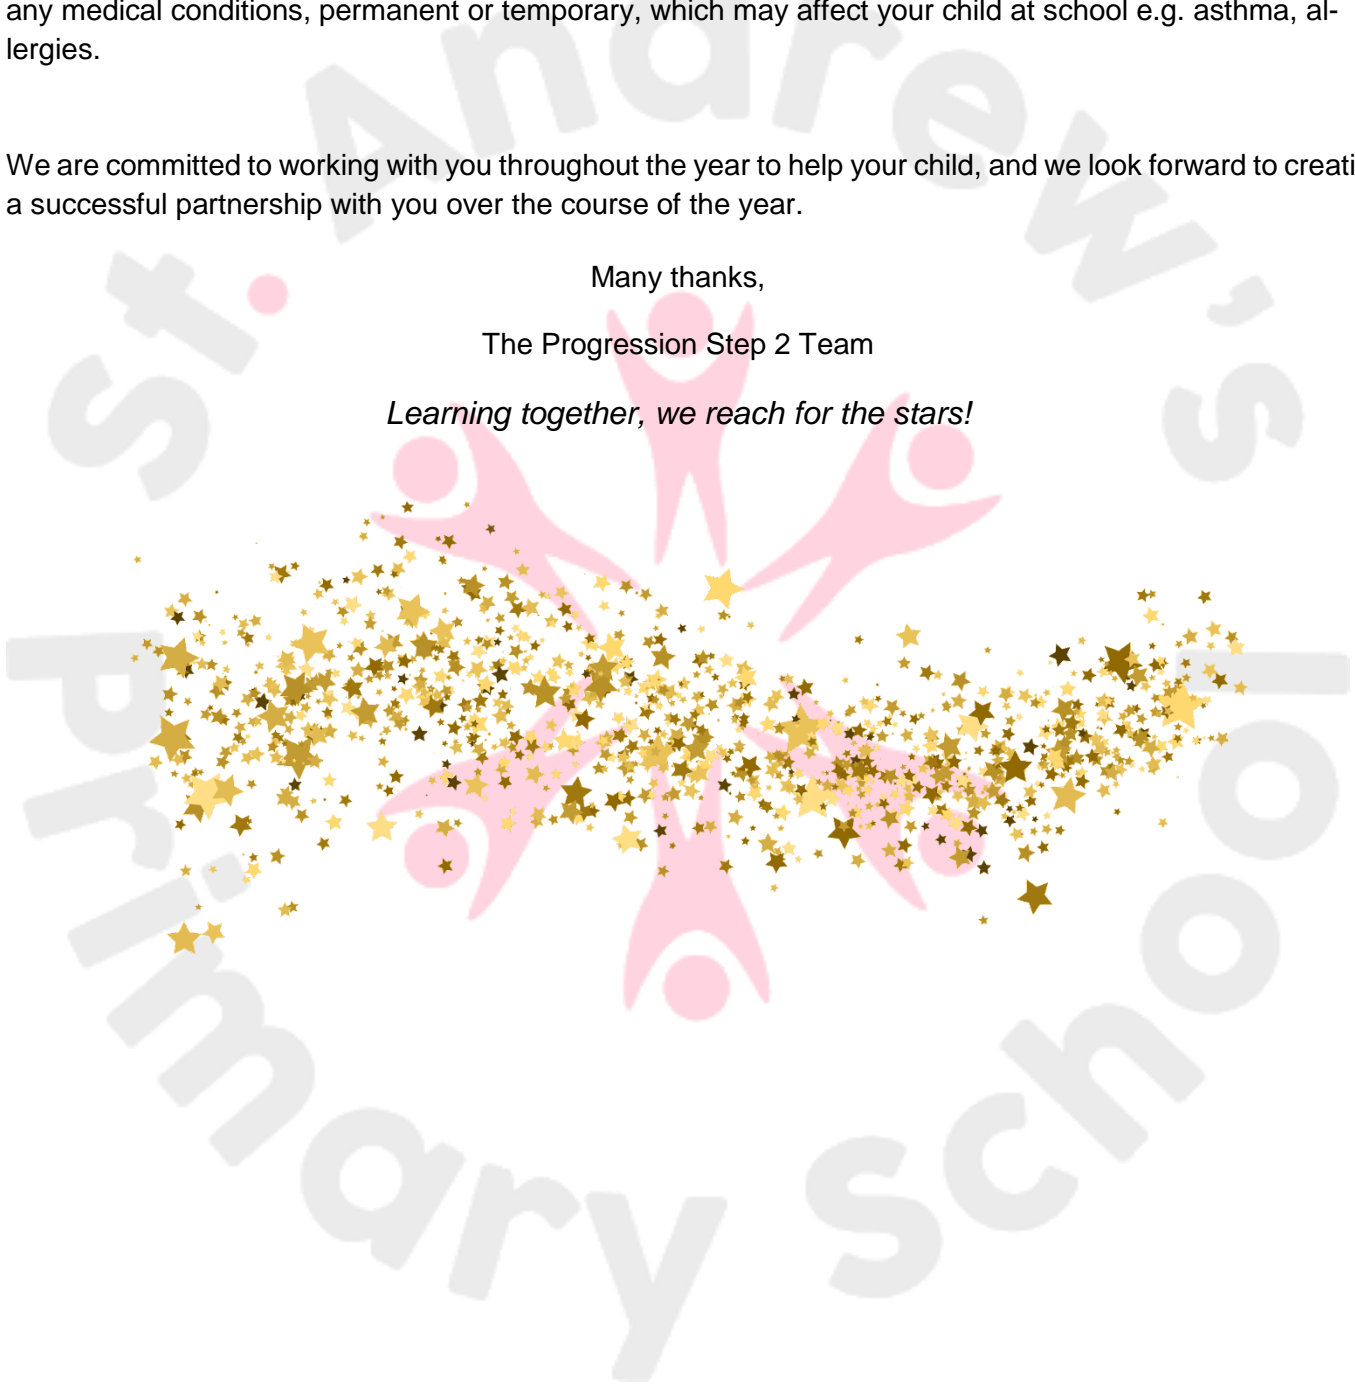 any medical conditions, permanent or temporary, which may affect your child at school e.g. asthma, al-
lergies.
We are committed to working with you throughout the year to help your child, and we look forward to creati
a successful partnership with you over the course of the year.
Many thanks,
The Progression Step 2 Team
Learning together, we reach for the stars!
St. Andrew's
Primary School